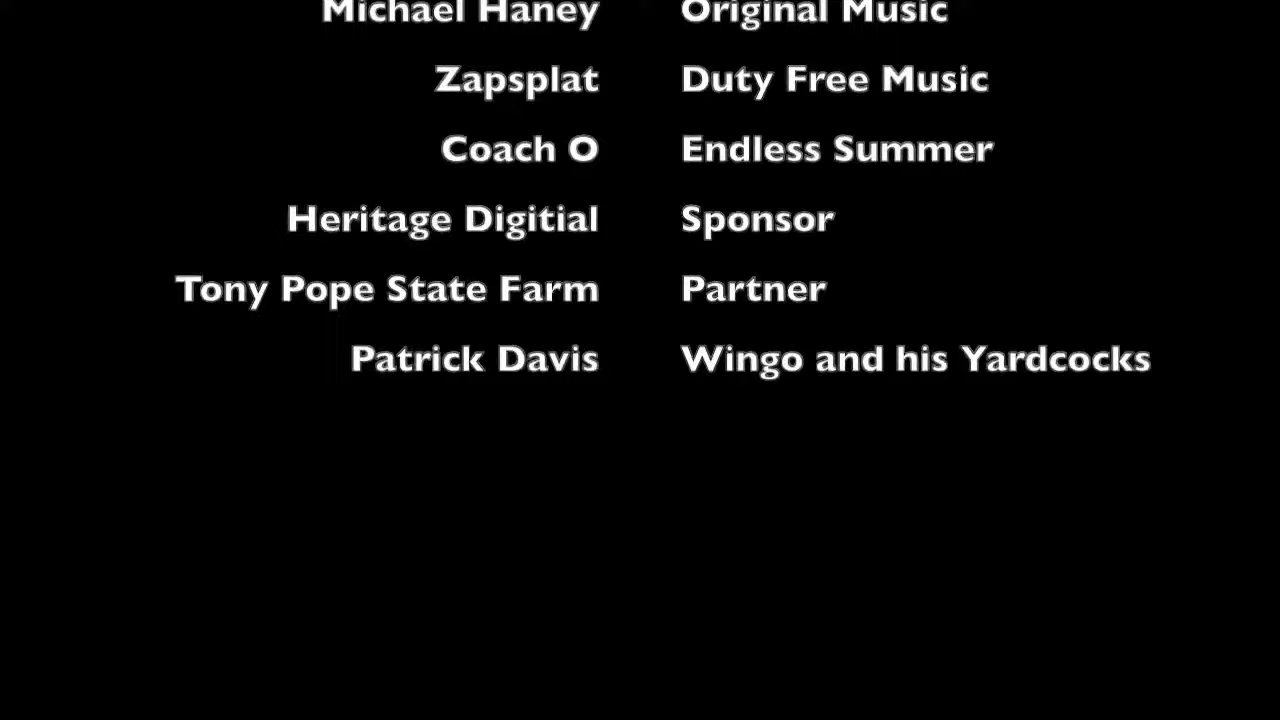 Michael Haney Original Music
Zapsplat Duty Free Music
Coach O Endless Summer
Heritage Digitial Sponsor
Tony Pope State Farm Partner
Patrick Davis Wingo and his Yardcocks